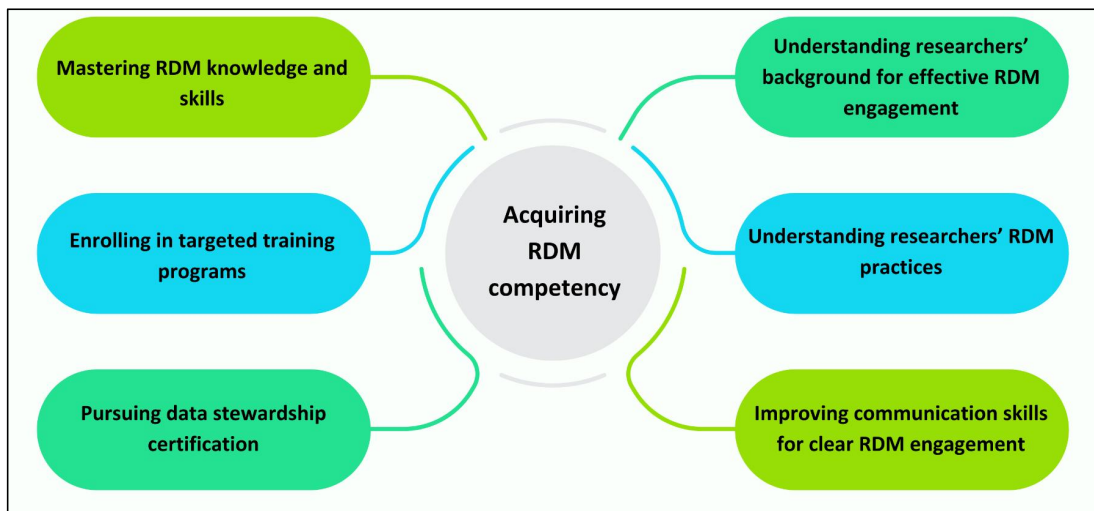 Mastering RDM knowledge and
skills
Enrolling in targeted training
programs
Pursuing data stewardship
certification
Acquiring
RDM
competency
Understanding researchers’
background for effective RDM
engagement
Understanding researchers’ RDM
practices
Improving communication skills
for clear RDM engagement